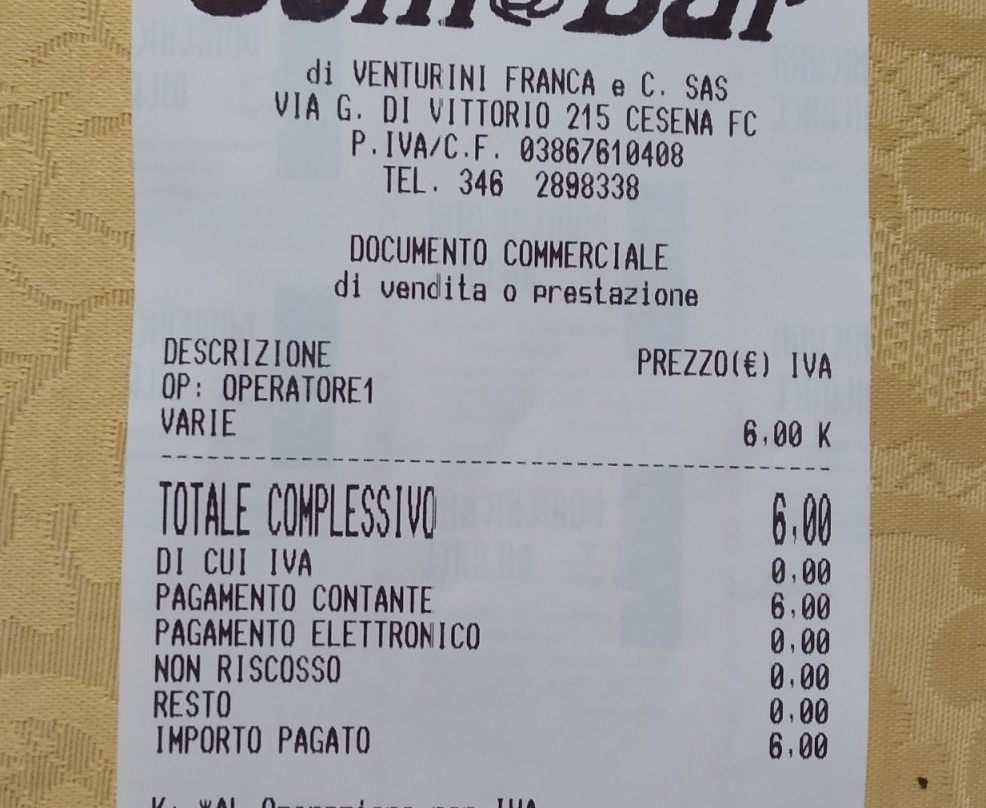 di VENTURINI FRANCA e C. SAS
VIA G. DI VITTORIO 215 CESENA FC
P.IVA/C.F. 03867610408
TEL. 346 2898338
DOCUMENTO COMMERCIALE
di vendita o prestazione
DESCRIZIONE PREZZO(€) IVA
OP: OPERATORE1
VARIE 6,00 K
TOTALE COMPLESSIVO 6,00
DI CUI IVA 0,00
PAGAMENTO CONTANTE 6,00
PAGAMENTO ELETTRONICO 0,00
NON RISCOSSO 0,00
RESTO 0,00
IMPORTO PAGATO 6,00